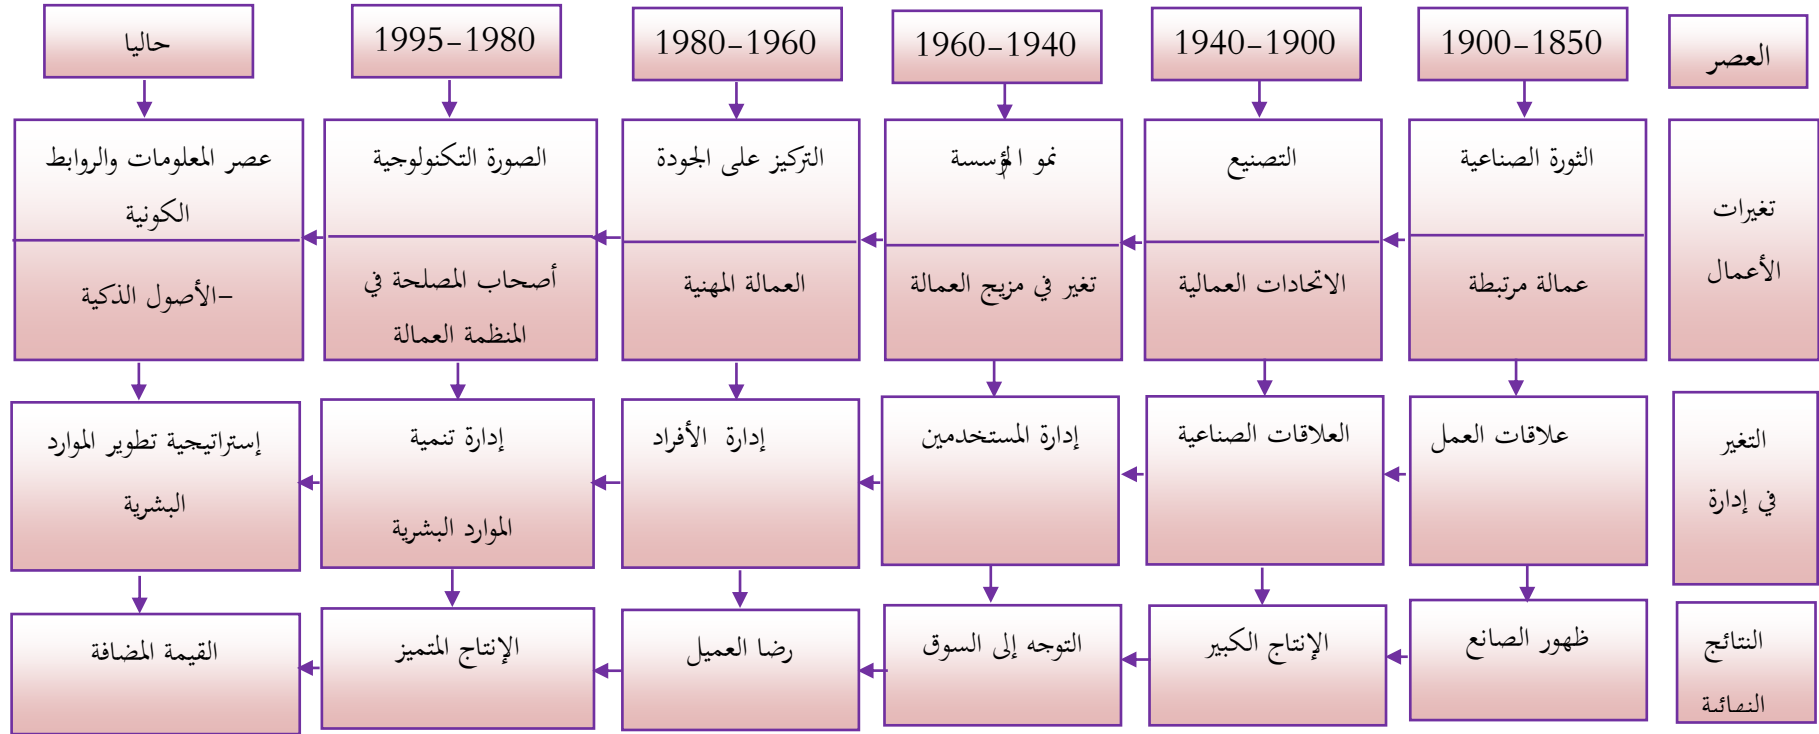 العصر
1900-1850
1940-1900
1960-1940
1980-1960
1995-1980
حاليا
تغيرات
الأعمال
الثورة الصناعية
عمالة مرتبطة
التصنيع
الاتحادات العمالية
نمو المؤسسة
تغير في مزيج العمالة
التركيز على الجودة
العمالة المهنية
الصورة التكنولوجية
أصحاب المصلحة في
المنظمة العمالة
عصر المعلومات والروابط
الكونية
-الأصول الذكية
التغير
في إدارة
علاقات العمل
العلاقات الصناعية
إدارة المستخدمين
إدارة الأفراد
إدارة تنمية
الموارد البشرية
إستراتيجية تطوير الموارد
البشرية
النتائج
النهائية
ظهور الصانع
الإنتاج الكبير
التوجه إلى السوق
رضا العميل
الإنتاج المتميز
القيمة المضافة